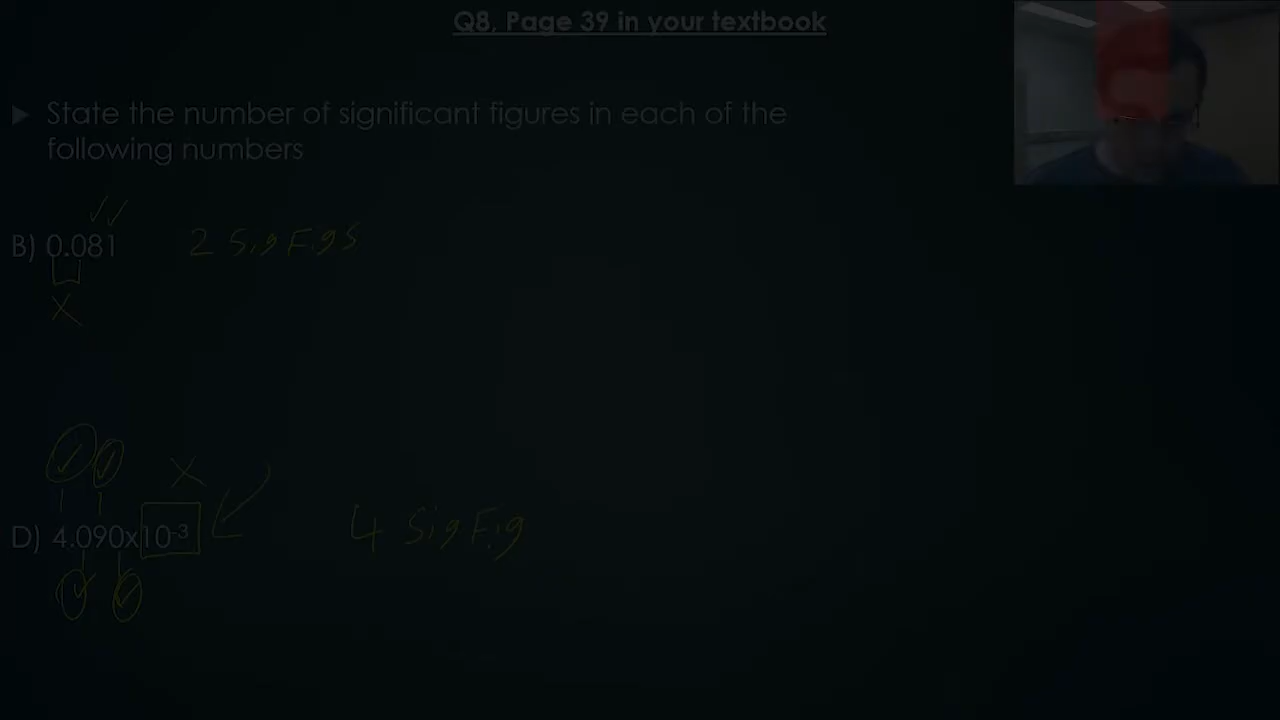 Q8, Page 39 in your textbook
► State the number of significant figures in each of the
following numbers
B) 0.081 2 Sig Figs
X
X
D) 4.090x10⁻³ 4 Sig Fig